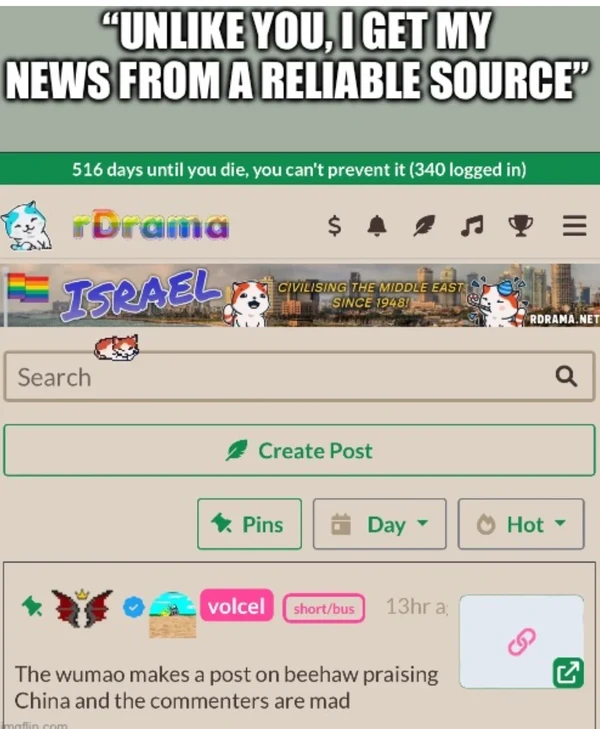 “UNLIKE YOU, I GET MY
NEWS FROM A RELIABLE SOURCE”
516 days until you die, you can't prevent it (340 logged in)
rDrama
$
ISRAEL
CIVILISING THE MIDDLE EAST
SINCE 1948!
RDRAMA.NET
Search
Create Post
Pins
Day
Hot
volcel
short/bus
13hr a
The wumao makes a post on beehaw praising
China and the commenters are mad
imgflip.com